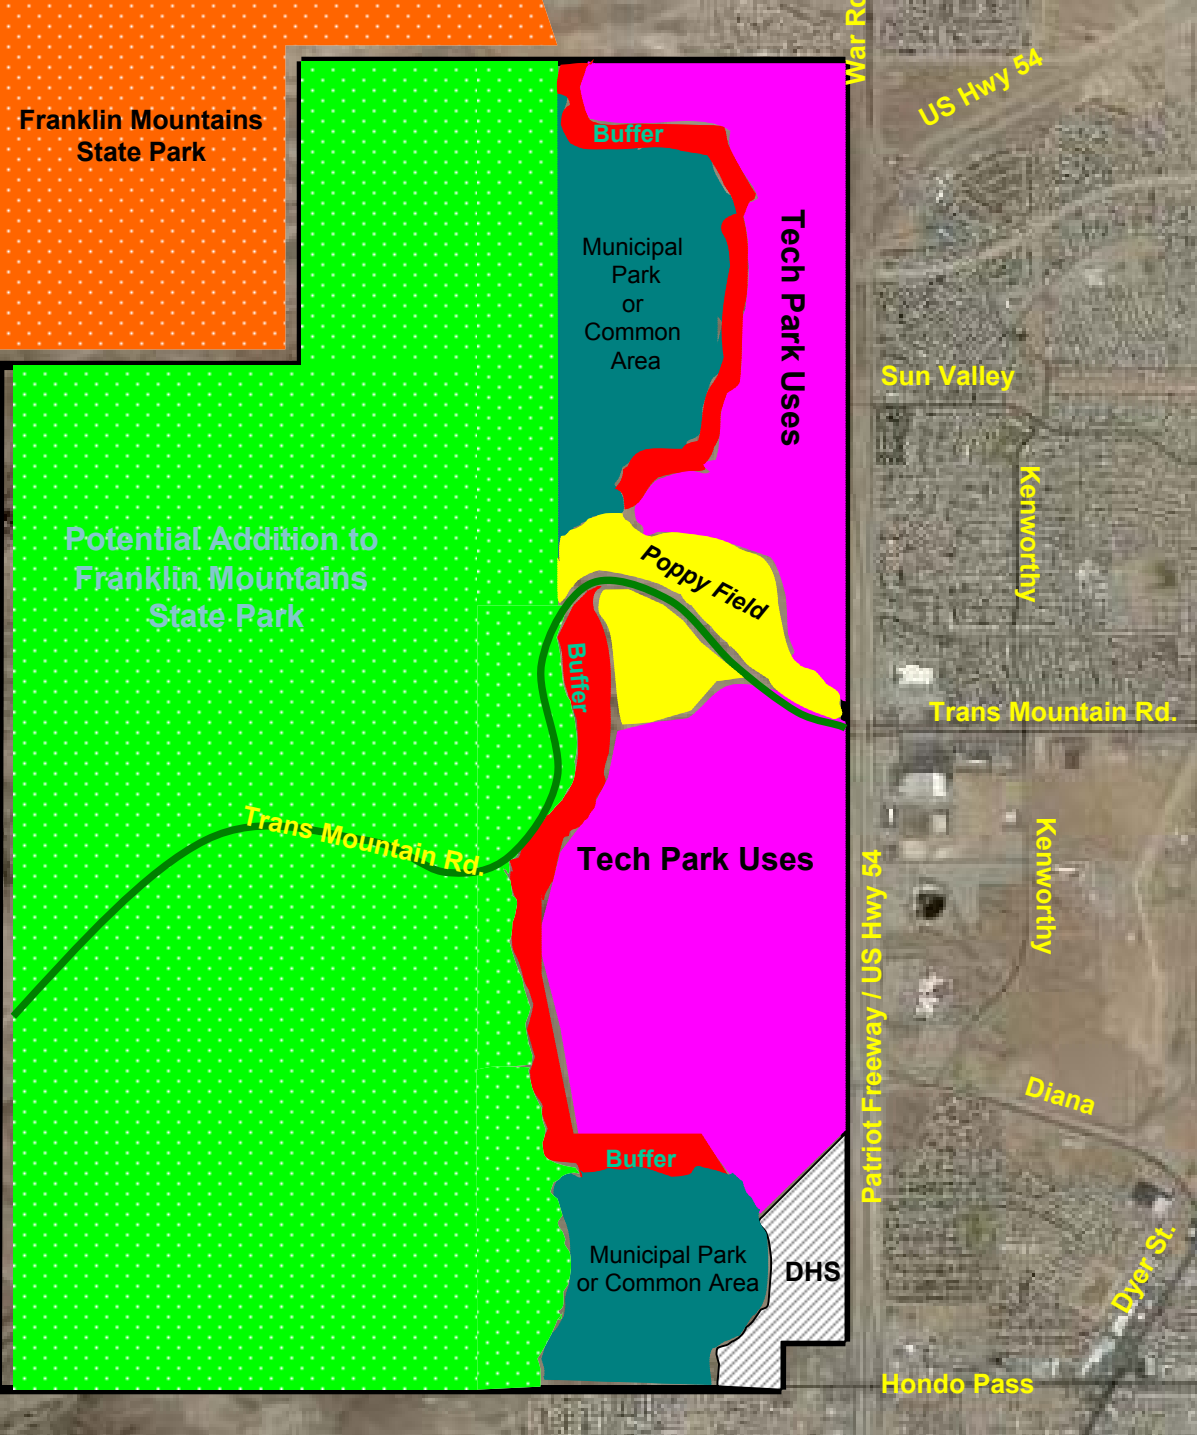 War Rd
US Hwy 54
Franklin Mountains
State Park
Buffer
Municipal
Park
or
Common
Area
Tech Park Uses
Sun Valley
Kenworthy
Potential Addition to
Franklin Mountains
State Park
Poppy Field
Buffer
Trans Mountain Rd.
Trans Mountain Rd.
Tech Park Uses
Kenworthy
Patriot Freeway / US Hwy 54
Diana
Buffer
Municipal Park
or Common Area
DHS
Dyer St.
Hondo Pass